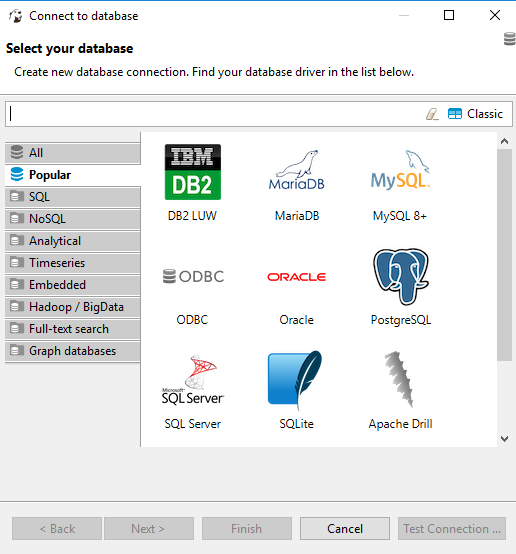 Connect to database
Select your database
Create new database connection. Find your database driver in the list below.
Classic
All
Popular
SQL
NoSQL
Analytical
Timeseries
Embedded
Hadoop / BigData
Full-text search
Graph databases
IBM
DB2
MariaDB
MySQL
DB2 LUW
MariaDB
MySQL 8+
ODBC
ORACLE
ODBC
Oracle
PostgreSQL
Microsoft
SQL Server
SQL Server
SQLite
Apache Drill
< Back
Next >
Finish
Cancel
Test Connection ...